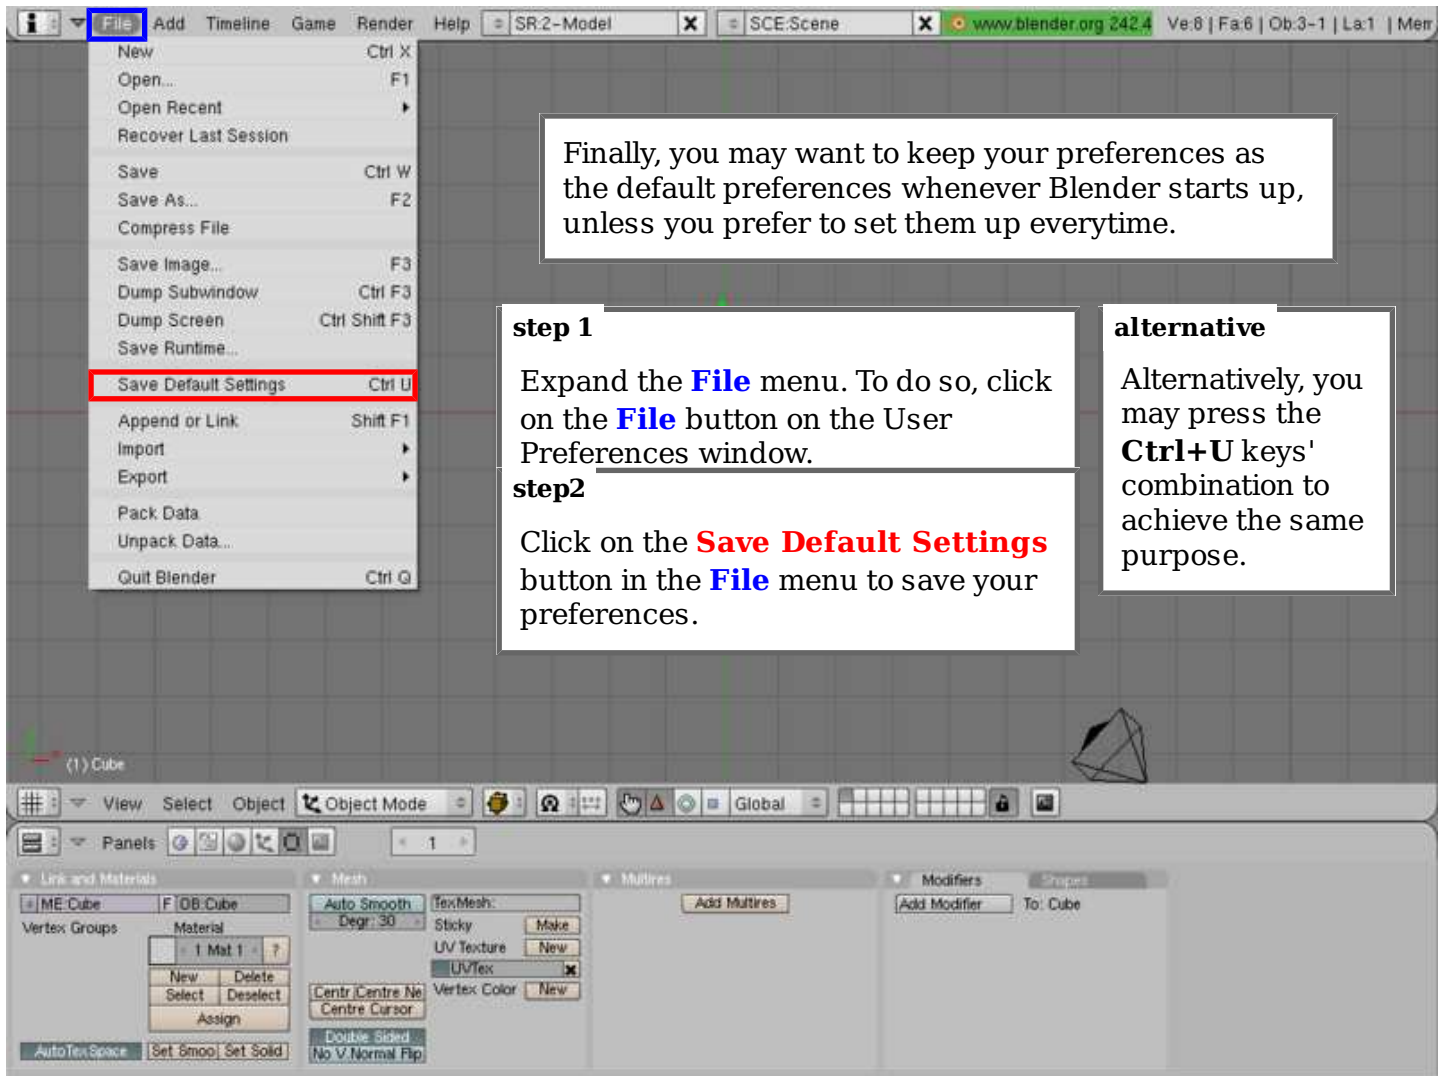 File Add Timeline Game Render Help SR:2-Model SCE:Scene www.blender.org 242.4 Ve:8 | Fa:6 | Ob:3-1 | La:1 | Mem
New Ctrl X
Open... F1
Open Recent
Recover Last Session
Save Ctrl W
Save As... F2
Compress File
Save Image... F3
Dump Subwindow Ctrl F3
Dump Screen Ctrl Shift F3
Save Runtime...
Save Default Settings Ctrl U
Append or Link Shift F1
Import
Export
Pack Data
Unpack Data...
Quit Blender Ctrl Q
Finally, you may want to keep your preferences as
the default preferences whenever Blender starts up,
unless you prefer to set them up everytime.
step 1
Expand the File menu. To do so, click
on the File button on the User
Preferences window.
step2
Click on the Save Default Settings
button in the File menu to save your
preferences.
alternative
Alternatively, you
may press the
Ctrl+U keys'
combination to
achieve the same
purpose.
(1) Cube
View Select Object Object Mode Global
Panels 1
Link and Materials
ME:Cube F OB:Cube
Vertex Groups Material
1 Mat 1 ?
New Delete
Select Deselect
Assign
AutoTexSpace Set Smoo Set Solid
Mesh
Auto Smooth
Degr: 30
Centr Centre Ne
Centre Cursor
Double Sided
No V.Normal Flip
TexMesh:
Sticky Make
UV Texture New
UVTex
Vertex Color New
Multires
Add Multires
Modifiers Shapes
Add Modifier To: Cube